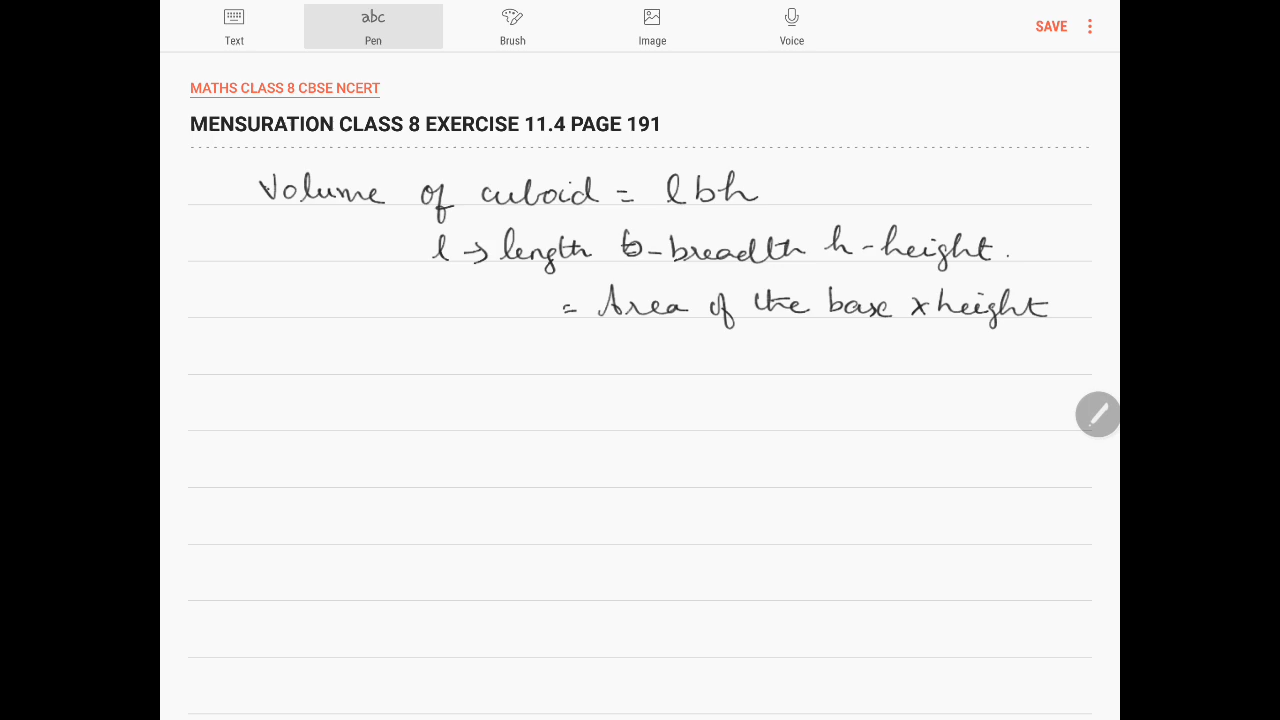 Text
abc
Pen
Brush
Image
Voice
SAVE
MATHS CLASS 8 CBSE NCERT
MENSURATION CLASS 8 EXERCISE 11.4 PAGE 191
Volume of cuboid = lbh
l → length b - breadth h - height.
= Area of the base × height